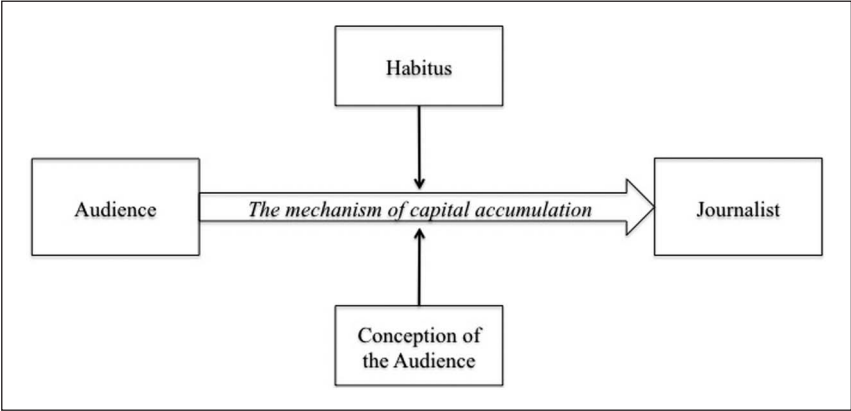 Habitus
Audience
The mechanism of capital accumulation
Journalist
Conception of
the Audience